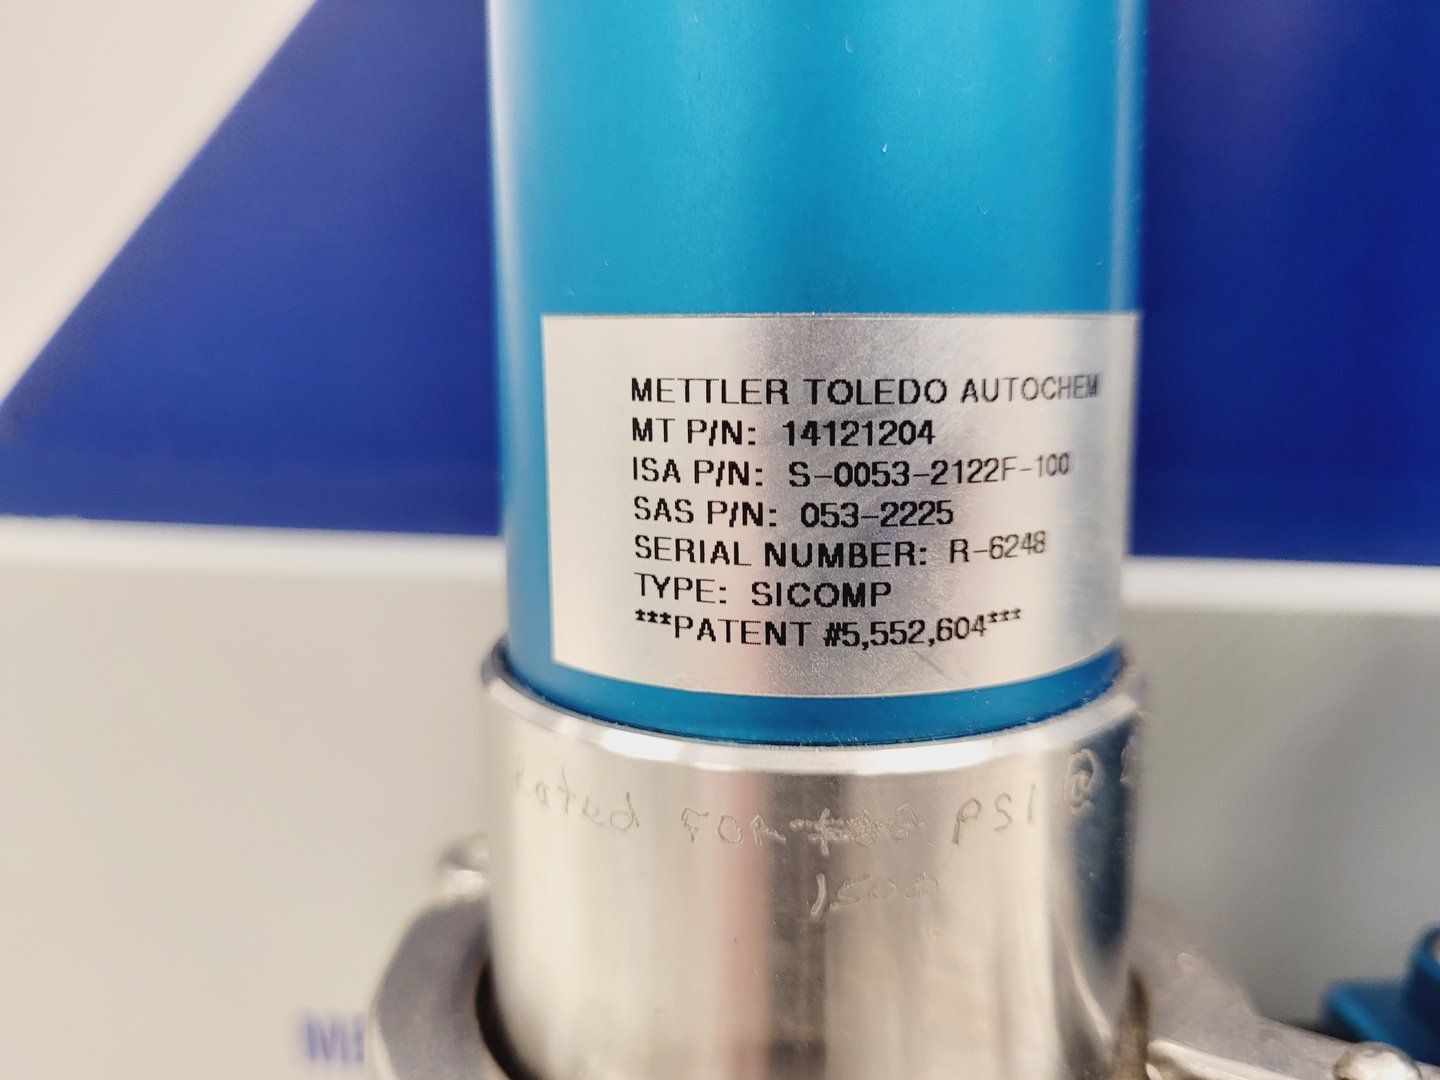 METTLER TOLEDO AUTOCHEM
MT P/N: 14121204
ISA P/N: S-0053-2122F-100
SAS P/N: 053-2225
SERIAL NUMBER: R-6248
TYPE: SICOMP
***PATENT #5,552,604***
Rated FOR PSI @
1500